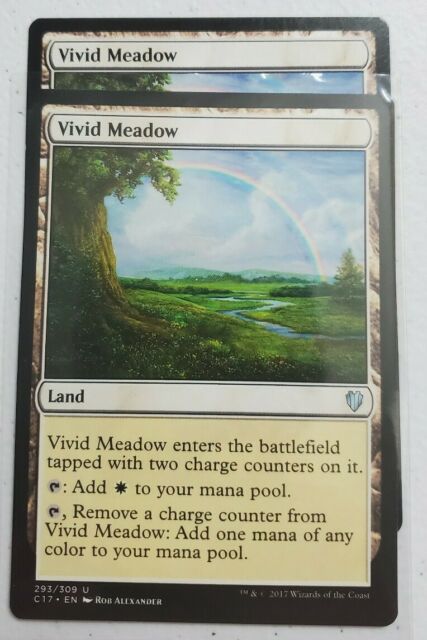 Vivid Meadow
Vivid Meadow
Land
Vivid Meadow enters the battlefield
tapped with two charge counters on it.
: Add to your mana pool.
, Remove a charge counter from
Vivid Meadow: Add one mana of any
color to your mana pool.
293/309 U
C17 • EN Rob Alexander
™ & © 2017 Wizards of the Coast